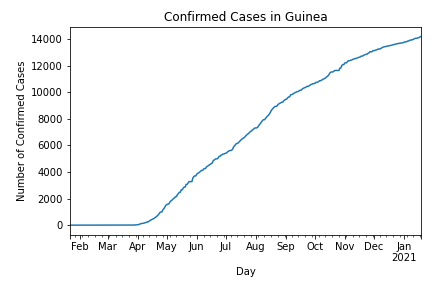 Confirmed Cases in Guinea
Number of Confirmed Cases
14000
12000
10000
8000
6000
4000
2000
0
Feb Mar Apr May Jun Jul Aug Sep Oct Nov Dec Jan
2021
Day